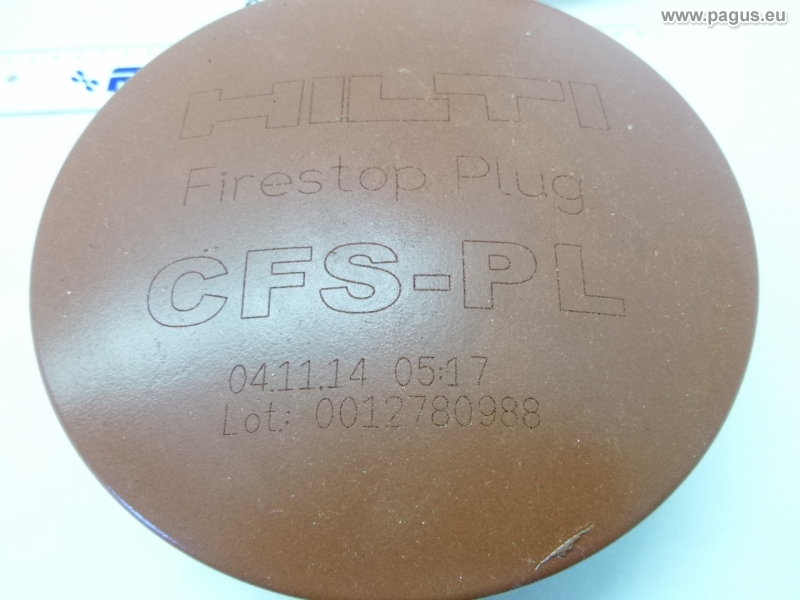 www.pagus.eu
HILTI
Firestop Plug
CFS-PL
04.11.14 05:17
Lot: 0012780988